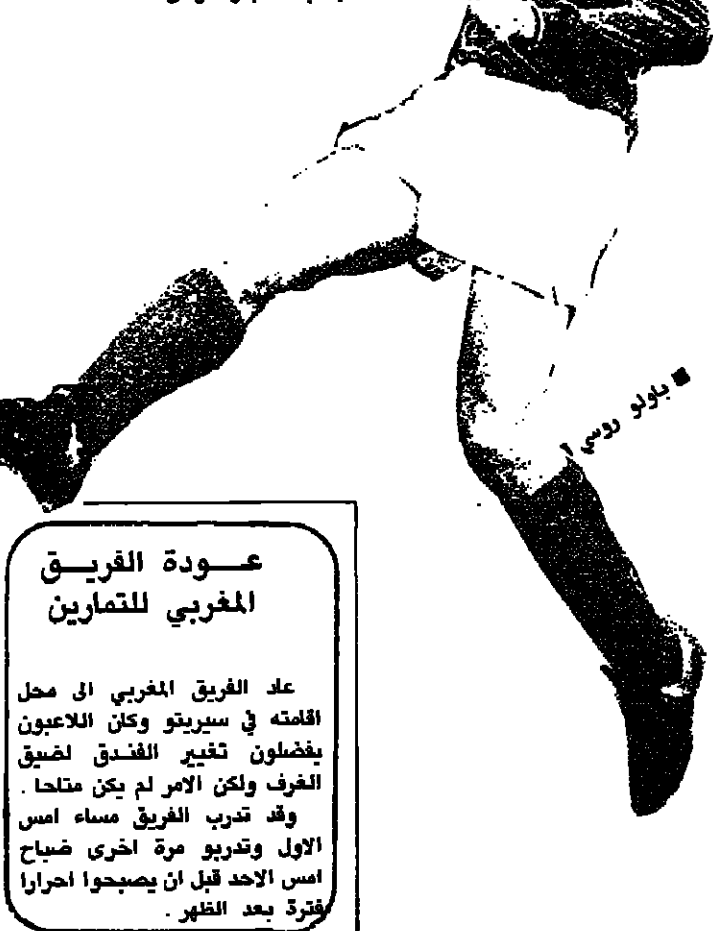 ■ باولو روسي ٢
عـــودة الفريـــق
المغربي للتمارين
عاد الفريق المغربي الى محل
اقامته في سيريتو وكان اللاعبون
يفضلون تغيير الفندق لضيق
الغرف ولكن الامر لم يكن متاحا .
وقد تدرب الفريق مساء امس
الاول وتدربو مرة اخرى صباح
امس الاحد قبل ان يصبحوا احرارا
فترة بعد الظهر .